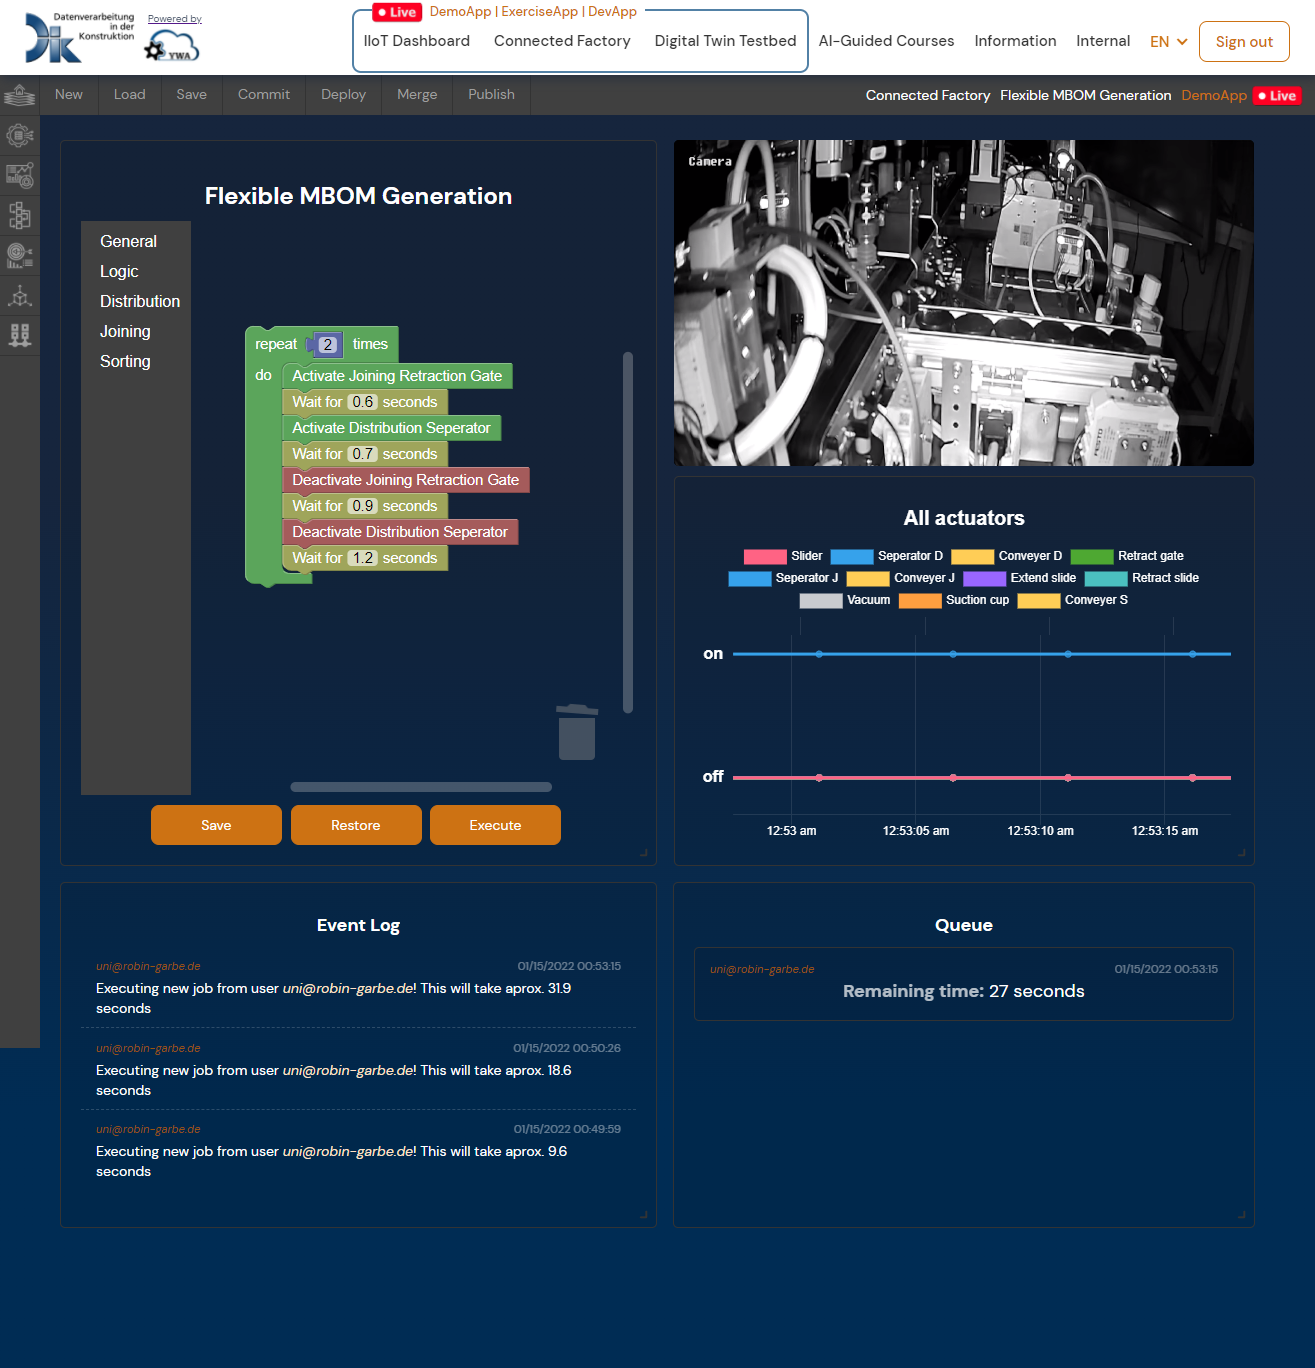 Datenverarbeitung
in der
Konstruktion
Powered by
YWA
Live
DemoApp | ExerciseApp | DevApp
IIoT Dashboard
Connected Factory
Digital Twin Testbed
AI-Guided Courses
Information
Internal
EN
Sign out
New
Load
Save
Commit
Deploy
Merge
Publish
Connected Factory
Flexible MBOM Generation
DemoApp
Live
Flexible MBOM Generation
General
Logic
Distribution
Joining
Sorting
repeat 2 times
do
Activate Joining Retraction Gate
Wait for 0.6 seconds
Activate Distribution Seperator
Wait for 0.7 seconds
Deactivate Joining Retraction Gate
Wait for 0.9 seconds
Deactivate Distribution Seperator
Wait for 1.2 seconds
Save
Restore
Execute
Camera
FESTO
All actuators
Slider
Seperator D
Conveyer D
Retract gate
Seperator J
Conveyer J
Extend slide
Retract slide
Vacuum
Suction cup
Conveyer S
on
off
12:53 am
12:53:05 am
12:53:10 am
12:53:15 am
Event Log
uni@robin-garbe.de
01/15/2022 00:53:15
Executing new job from user uni@robin-garbe.de! This will take aprox. 31.9
seconds
uni@robin-garbe.de
01/15/2022 00:50:26
Executing new job from user uni@robin-garbe.de! This will take aprox. 18.6
seconds
uni@robin-garbe.de
01/15/2022 00:49:59
Executing new job from user uni@robin-garbe.de! This will take aprox. 9.6
seconds
Queue
uni@robin-garbe.de
01/15/2022 00:53:15
Remaining time: 27 seconds